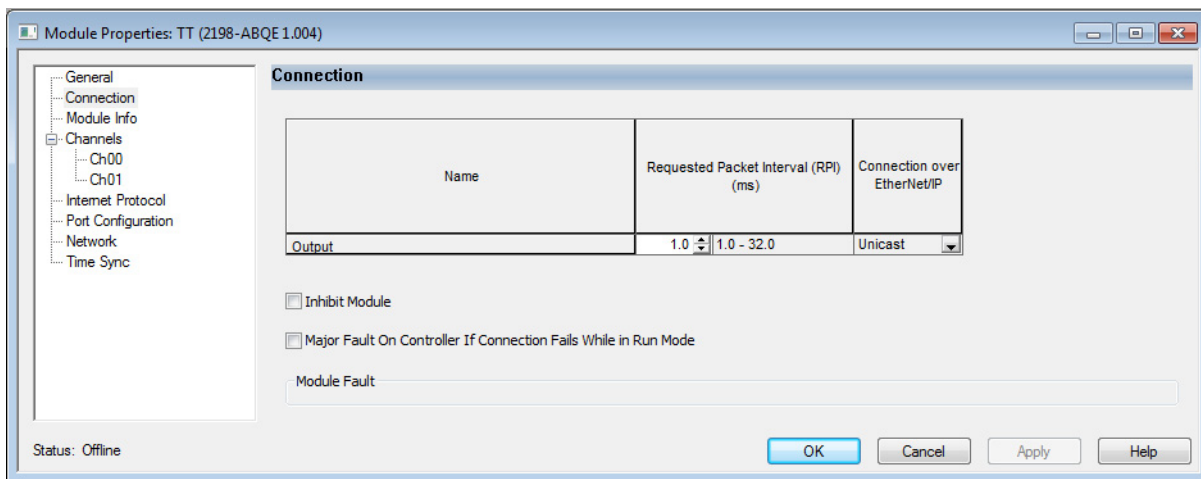 Module Properties: TT (2198-ABQE 1.004)
General
Connection
Module Info
Channels
Ch00
Ch01
Internet Protocol
Port Configuration
Network
Time Sync
Connection
Name
Requested Packet Interval (RPI)
(ms)
Connection over
EtherNet/IP
Output 1.0 1.0 - 32.0 Unicast
Inhibit Module
Major Fault On Controller If Connection Fails While in Run Mode
Module Fault
Status: Offline
OK Cancel Apply Help